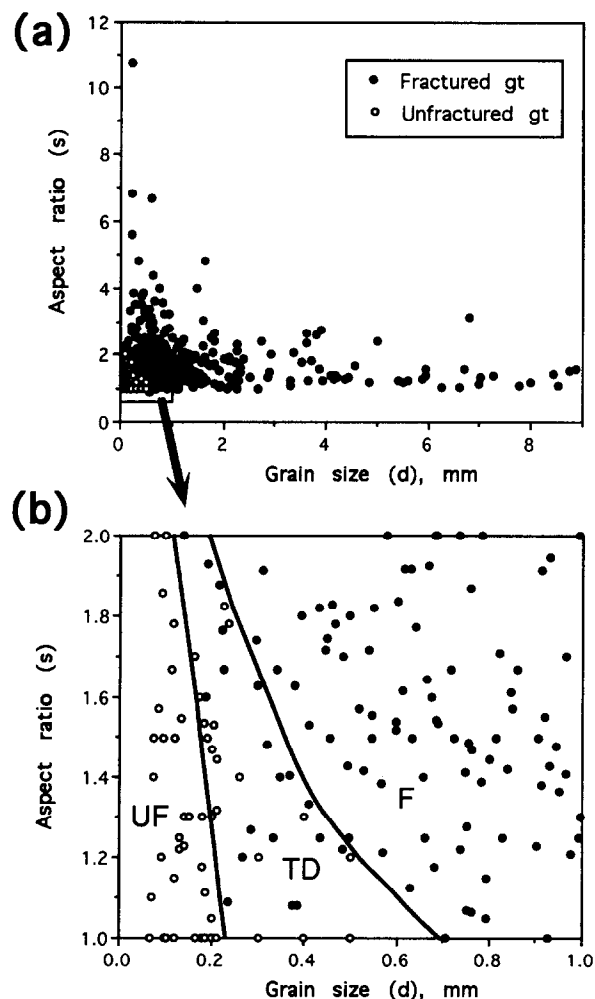 (a)
12
10
8
6
4
2
0
Aspect ratio (s)
Fractured gt
Unfractured gt
0 2 4 6 8
Grain size (d), mm
(b)
2.0
1.8
1.6
1.4
1.2
1.0
Aspect ratio (s)
F
UF
TD
0.0 0.2 0.4 0.6 0.8 1.0
Grain size (d), mm